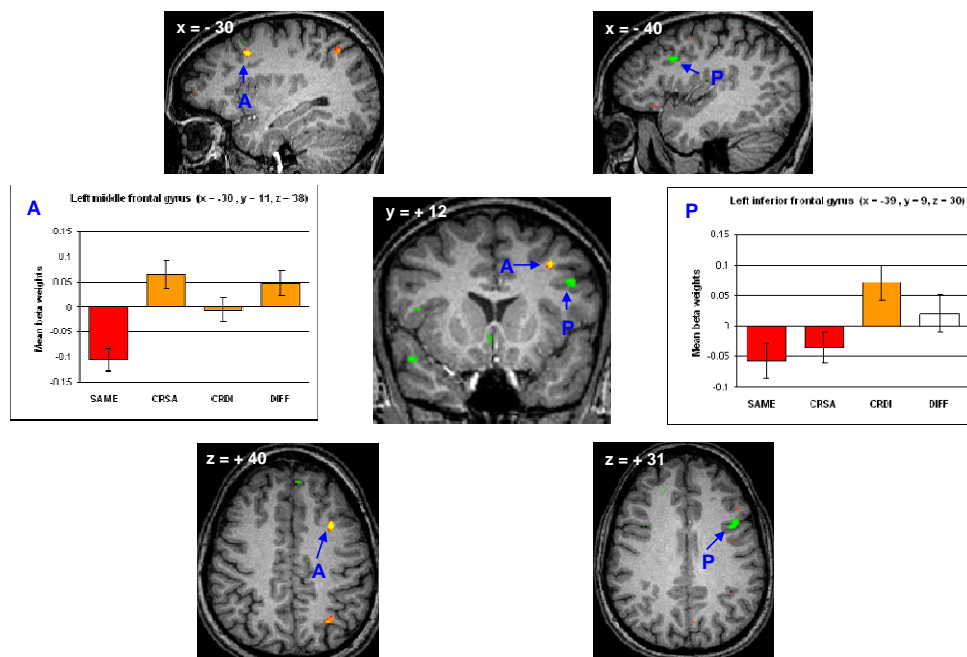 x = - 30
A
x = - 40
P
A
Left middle frontal gyrus (x = -30 , y = 11, z = 38)
Mean beta weights
0.15
0.1
0.05
0
-0.05
-0.1
-0.15
SAME
CRSA
CRDI
DIFF
y = + 12
A
P
P
Left inferior frontal gyrus (x = -39 , y = 9, z = 30)
Mean beta weights
0.15
0.1
0.05
0
-0.05
-0.1
SAME
CRSA
CRDI
DIFF
z = + 40
A
z = + 31
P